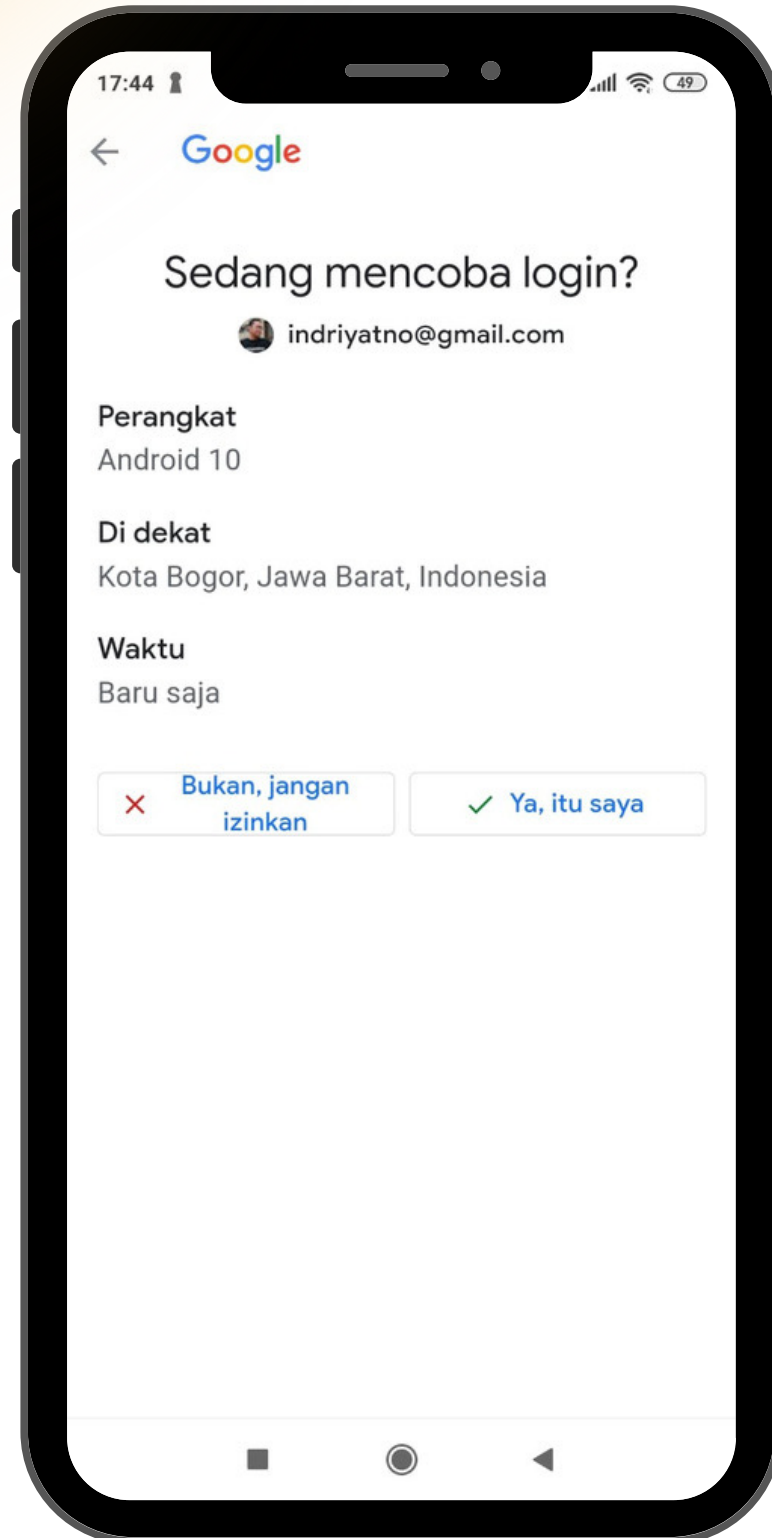 17:44
49
Google
Sedang mencoba login?
indriyatno@gmail.com
Perangkat
Android 10
Di dekat
Kota Bogor, Jawa Barat, Indonesia
Waktu
Baru saja
Bukan, jangan
izinkan
Ya, itu saya